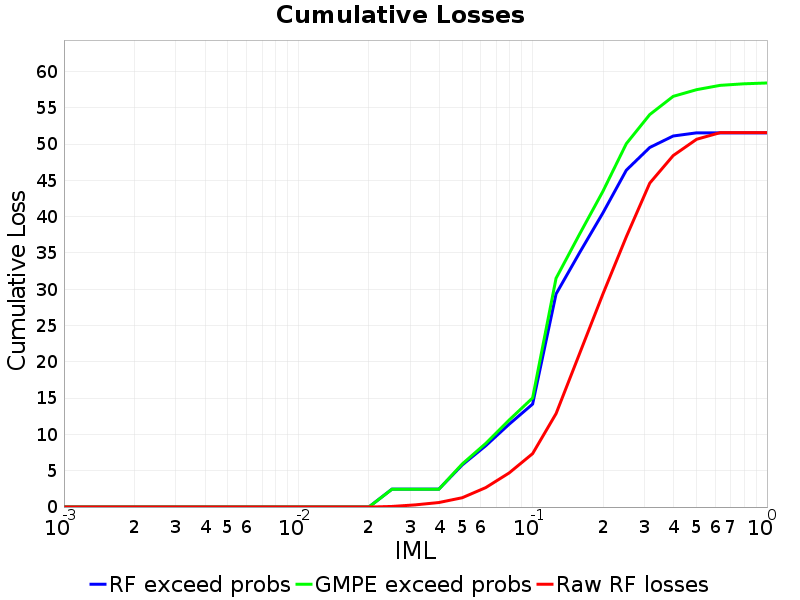 Cumulative Losses
Cumulative Loss
60
55
50
45
40
35
30
25
20
15
10
5
0
10^-3 2 3 4 5 6 10^-2 2 3 4 5 6 10^-1 2 3 4 5 6 7 10^0
IML
RF exceed probs GMPE exceed probs Raw RF losses